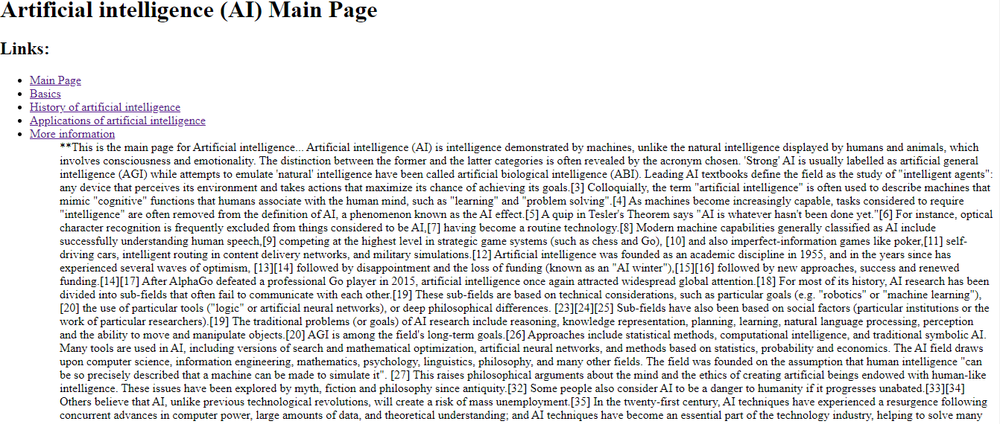 Artificial intelligence (AI) Main Page
Links:
Main Page
Basics
History of artificial intelligence
Applications of artificial intelligence
More information
**This is the main page for Artificial intelligence... Artificial intelligence (AI) is intelligence demonstrated by machines, unlike the natural intelligence displayed by humans and animals, which
involves consciousness and emotionality. The distinction between the former and the latter categories is often revealed by the acronym chosen. 'Strong' AI is usually labelled as artificial general
intelligence (AGI) while attempts to emulate 'natural' intelligence have been called artificial biological intelligence (ABI). Leading AI textbooks define the field as the study of "intelligent agents":
any device that perceives its environment and takes actions that maximize its chance of achieving its goals.[3] Colloquially, the term "artificial intelligence" is often used to describe machines that
mimic "cognitive" functions that humans associate with the human mind, such as "learning" and "problem solving".[4] As machines become increasingly capable, tasks considered to require
"intelligence" are often removed from the definition of AI, a phenomenon known as the AI effect.[5] A quip in Tesler's Theorem says "AI is whatever hasn't been done yet."[6] For instance, optical
character recognition is frequently excluded from things considered to be AI,[7] having become a routine technology.[8] Modern machine capabilities generally classified as AI include
successfully understanding human speech,[9] competing at the highest level in strategic game systems (such as chess and Go), [10] and also imperfect-information games like poker,[11] self-
driving cars, intelligent routing in content delivery networks, and military simulations.[12] Artificial intelligence was founded as an academic discipline in 1955, and in the years since has
experienced several waves of optimism, [13][14] followed by disappointment and the loss of funding (known as an "AI winter"),[15][16] followed by new approaches, success and renewed
funding.[14][17] After AlphaGo defeated a professional Go player in 2015, artificial intelligence once again attracted widespread global attention.[18] For most of its history, AI research has been
divided into sub-fields that often fail to communicate with each other.[19] These sub-fields are based on technical considerations, such as particular goals (e.g. "robotics" or "machine learning"),
[20] the use of particular tools ("logic" or artificial neural networks), or deep philosophical differences. [23][24][25] Sub-fields have also been based on social factors (particular institutions or the
work of particular researchers).[19] The traditional problems (or goals) of AI research include reasoning, knowledge representation, planning, learning, natural language processing, perception
and the ability to move and manipulate objects.[20] AGI is among the field's long-term goals.[26] Approaches include statistical methods, computational intelligence, and traditional symbolic AI.
Many tools are used in AI, including versions of search and mathematical optimization, artificial neural networks, and methods based on statistics, probability and economics. The AI field draws
upon computer science, information engineering, mathematics, psychology, linguistics, philosophy, and many other fields. The field was founded on the assumption that human intelligence "can
be so precisely described that a machine can be made to simulate it". [27] This raises philosophical arguments about the mind and the ethics of creating artificial beings endowed with human-like
intelligence. These issues have been explored by myth, fiction and philosophy since antiquity.[32] Some people also consider AI to be a danger to humanity if it progresses unabated.[33][34]
Others believe that AI, unlike previous technological revolutions, will create a risk of mass unemployment.[35] In the twenty-first century, AI techniques have experienced a resurgence following
concurrent advances in computer power, large amounts of data, and theoretical understanding; and AI techniques have become an essential part of the technology industry, helping to solve many